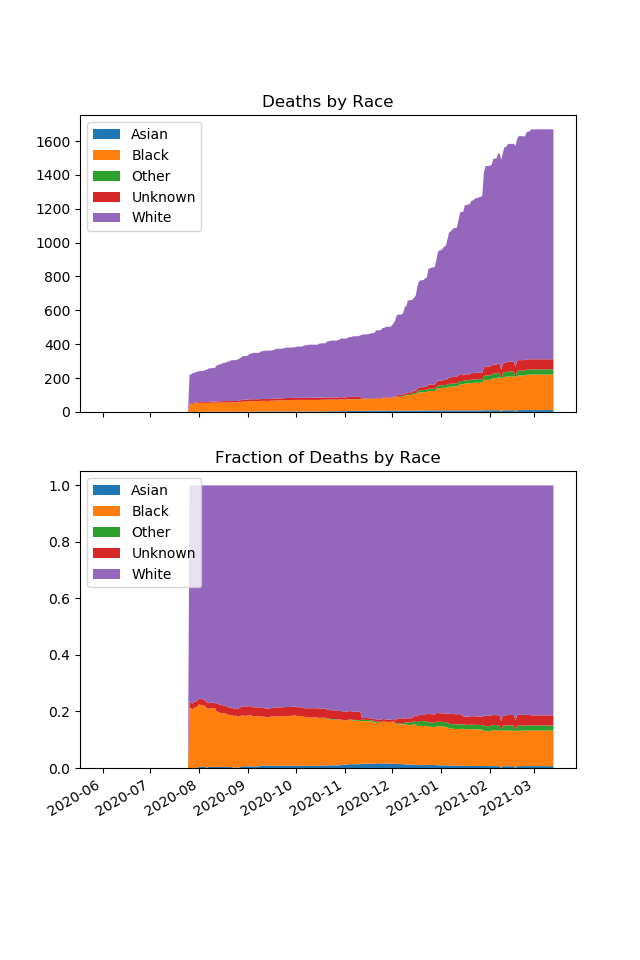 Deaths by Race
1600
1400
1200
1000
800
600
400
200
0
Asian
Black
Other
Unknown
White
Fraction of Deaths by Race
1.0
0.8
0.6
0.4
0.2
0.0
Asian
Black
Other
Unknown
White
2020-06
2020-07
2020-08
2020-09
2020-10
2020-11
2020-12
2021-01
2021-02
2021-03